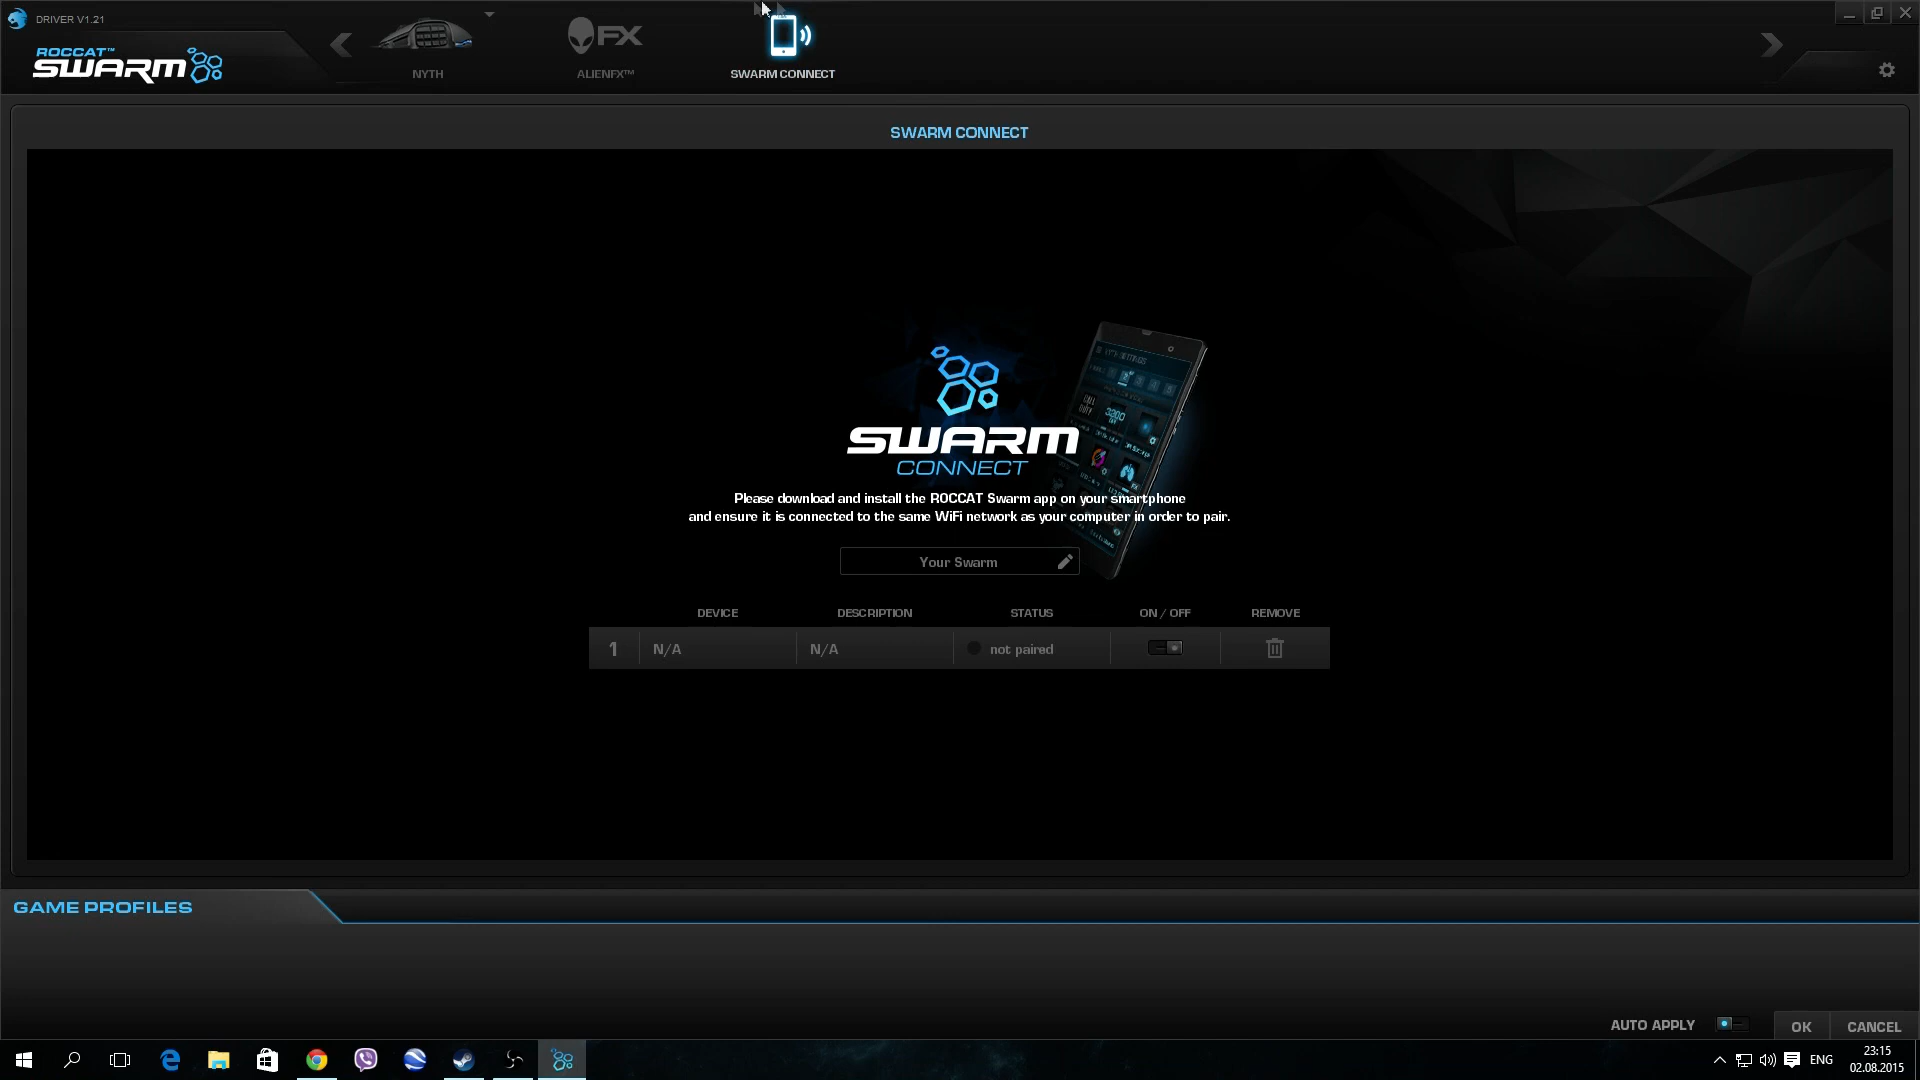 DRIVER V1.21
ROCCAT™
SWARM
NYTH
FX
ALIENFX™
SWARM CONNECT
SWARM CONNECT
SWARM
CONNECT
Please download and install the ROCCAT Swarm app on your smartphone
and ensure it is connected to the same WiFi network as your computer in order to pair.
Your Swarm
DEVICE DESCRIPTION STATUS ON / OFF REMOVE
1 N/A N/A not paired
GAME PROFILES
AUTO APPLY OK CANCEL
ENG
23:15
02.08.2015